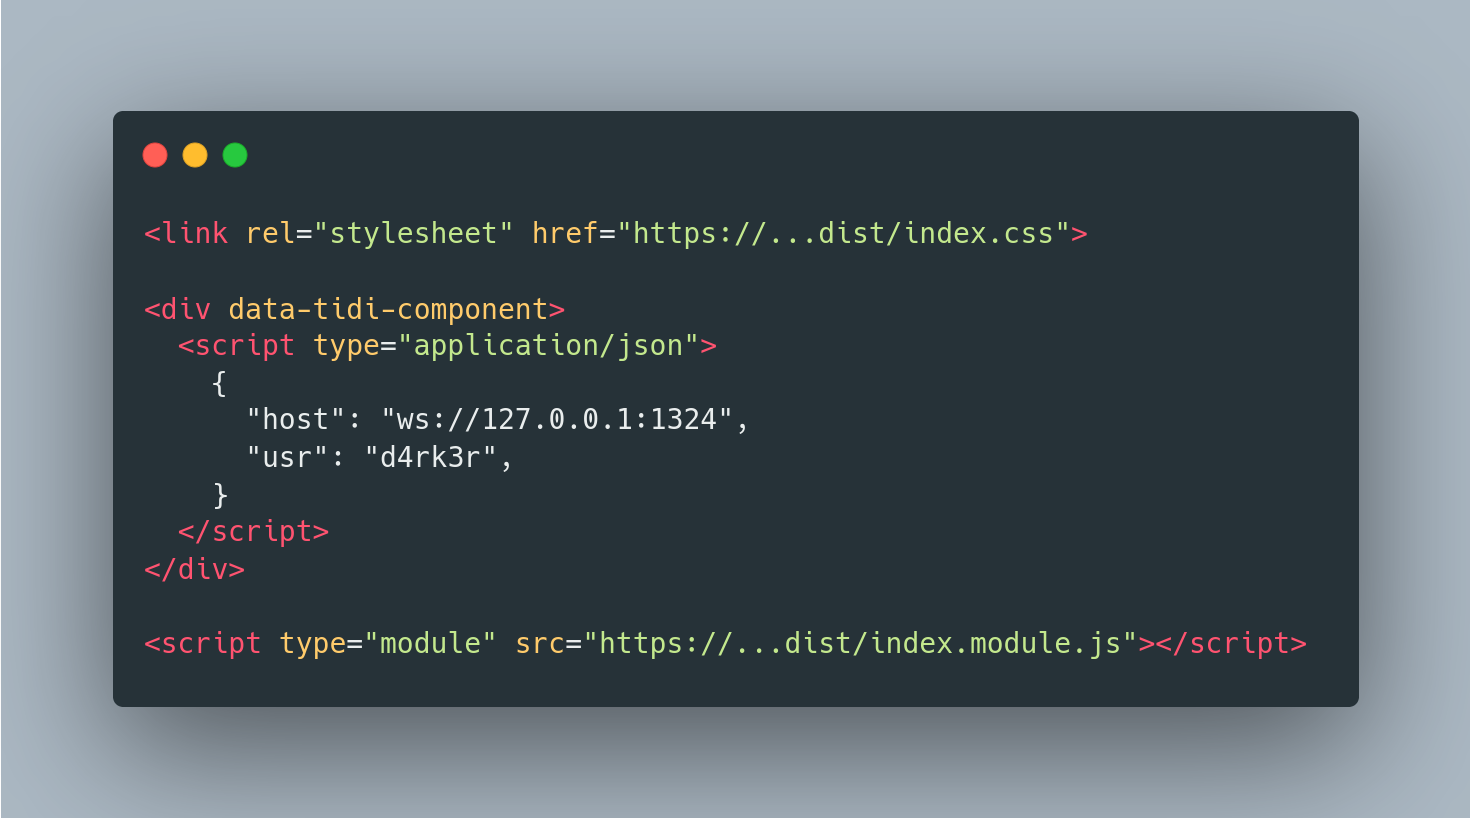 <link rel="stylesheet" href="https://...dist/index.css">
<div data-tidi-component>
  <script type="application/json">
    {
      "host": "ws://127.0.0.1:1324",
      "usr": "d4rk3r",
    }
  </script>
</div>
<script type="module" src="https://...dist/index.module.js"></script>